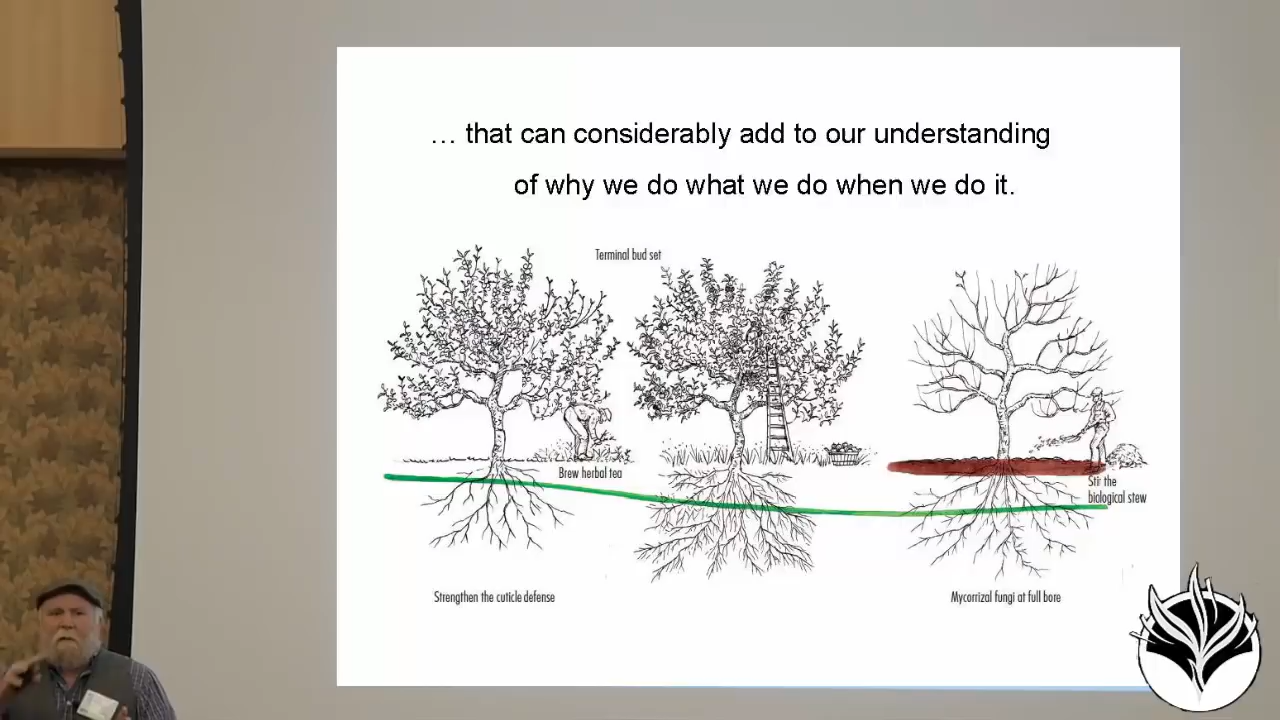 … that can considerably add to our understanding
of why we do what we do when we do it.
Terminal bud set
Brew herbal tea
Stir the
biological stew
Strengthen the cuticle defense
Mycorrizal fungi at full bore